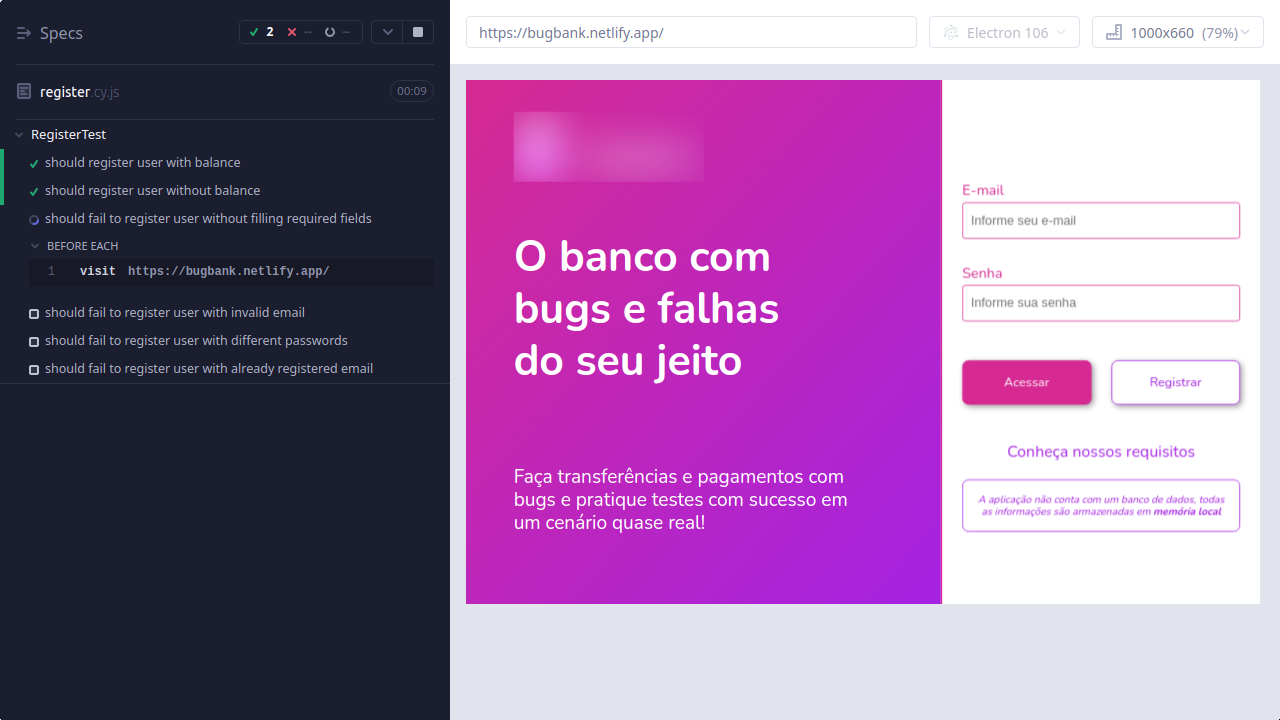 Specs
2 -- --
register.cy.js
00:09
RegisterTest
should register user with balance
should register user without balance
should fail to register user without filling required fields
BEFORE EACH
1 visit https://bugbank.netlify.app/
should fail to register user with invalid email
should fail to register user with different passwords
should fail to register user with already registered email
https://bugbank.netlify.app/
Electron 106
1000x660 (79%)
O banco com
bugs e falhas
do seu jeito
Faça transferências e pagamentos com
bugs e pratique testes com sucesso em
um cenário quase real!
E-mail
Informe seu e-mail
Senha
Informe sua senha
Acessar
Registrar
Conheça nossos requisitos
A aplicação não conta com um banco de dados, todas
as informações são armazenadas em memória local